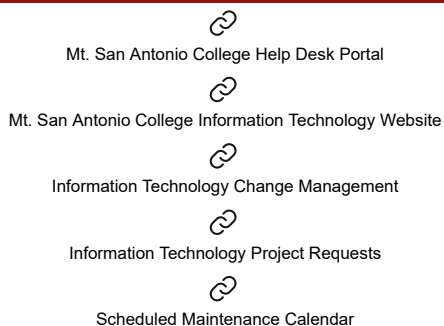 Mt. San Antonio College Help Desk Portal
Mt. San Antonio College Information Technology Website
Information Technology Change Management
Information Technology Project Requests
Scheduled Maintenance Calendar